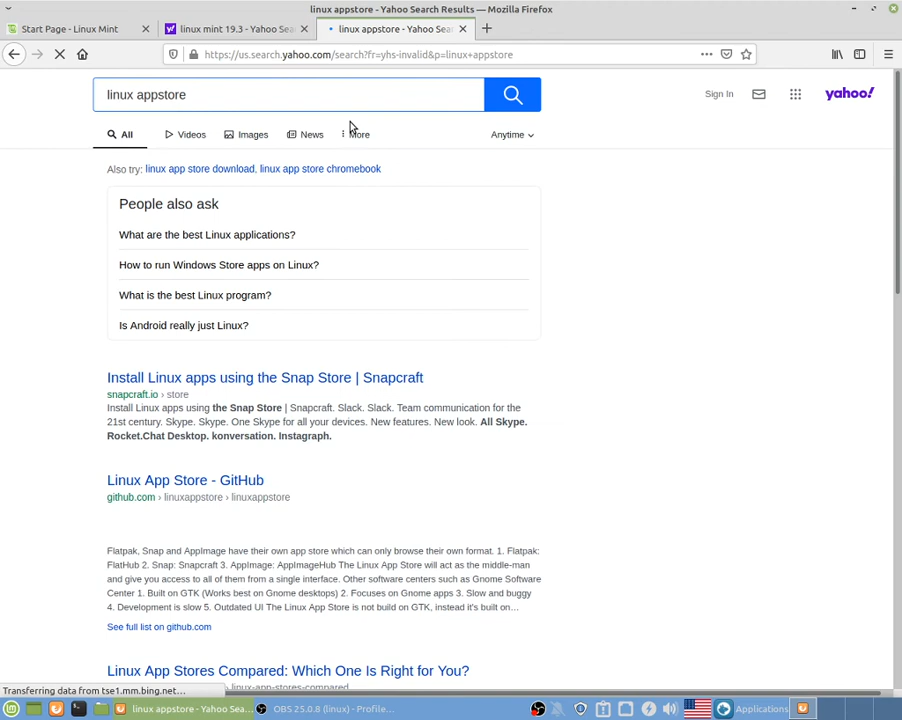 linux appstore - Yahoo Search Results — Mozilla Firefox
Start Page - Linux Mint
linux mint 19.3 - Yahoo Sea
linux appstore - Yahoo Sear
https://us.search.yahoo.com/search?fr=yhs-invalid&p=linux+appstore
linux appstore
Sign In
yahoo!
All
Videos
Images
News
More
Anytime
Also try: linux app store download, linux app store chromebook
People also ask
What are the best Linux applications?
How to run Windows Store apps on Linux?
What is the best Linux program?
Is Android really just Linux?
Install Linux apps using the Snap Store | Snapcraft
snapcraft.io › store
Install Linux apps using the Snap Store | Snapcraft. Slack. Slack. Team communication for the
21st century. Skype. Skype. One Skype for all your devices. New features. New look. All Skype.
Rocket.Chat Desktop. konversation. Instagraph.
Linux App Store - GitHub
github.com › linuxappstore › linuxappstore
Flatpak, Snap and AppImage have their own app store which can only browse their own format. 1. Flatpak:
FlatHub 2. Snap: Snapcraft 3. AppImage: AppImageHub The Linux App Store will act as the middle-man
and give you access to all of them from a single interface. Other software centers such as Gnome Software
Center 1. Built on GTK (Works best on Gnome desktops) 2. Focuses on Gnome apps 3. Slow and buggy
4. Development is slow 5. Outdated UI The Linux App Store is not build on GTK, instead it's built on…
See full list on github.com
Linux App Stores Compared: Which One Is Right for You?
linux-app-stores-compared
Transferring data from tse1.mm.bing.net…
linux appstore - Yahoo Sea…
OBS 25.0.8 (linux) - Profile…
Applications